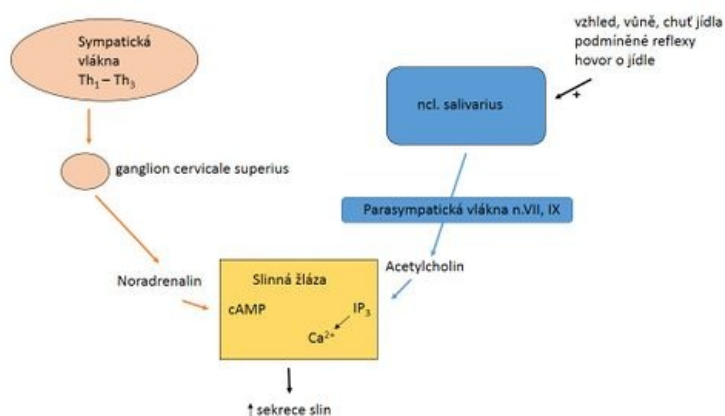 Sympatická
vlákna
Th₁ – Th₃
vzhled, vůně, chuť jídla
podmíněné reflexy
hovor o jídle
+
ncl. salivarius
ganglion cervicale superius
Parasympatická vlákna n.VII, IX
Noradrenalin
Acetylcholin
Slinná žláza
cAMP
IP₃
Ca²⁺
↑ sekrece slin